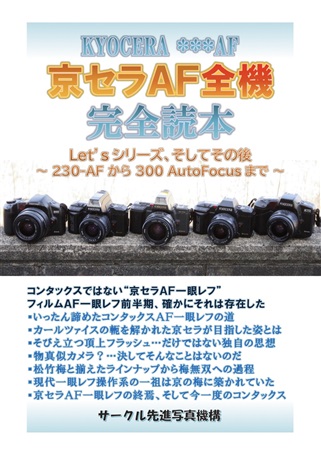 KYOCERA ***AF
京セラAF全機
完全読本
Let'sシリーズ、そしてその後
～ 230-AF から 300 AutoFocus まで ～
コンタックスではない“京セラAF一眼レフ”
フィルムAF一眼レフ前半期、確かにそれは存在した
・いったん諦めたコンタックスAF一眼レフの道
・カールツァイスの軛を解かれた京セラが目指した姿とは
・そびえ立つ頂上フラッシュ…だけではない独自の思想
・物真似カメラ？…決してそんなことはないのだ
・松竹梅と揃えたラインナップから梅無双への過程
・現代一眼レフ操作系の一祖は京の梅に築かれていた
・京セラAF一眼レフの終焉、そして今一度のコンタックス
サークル先進写真機構